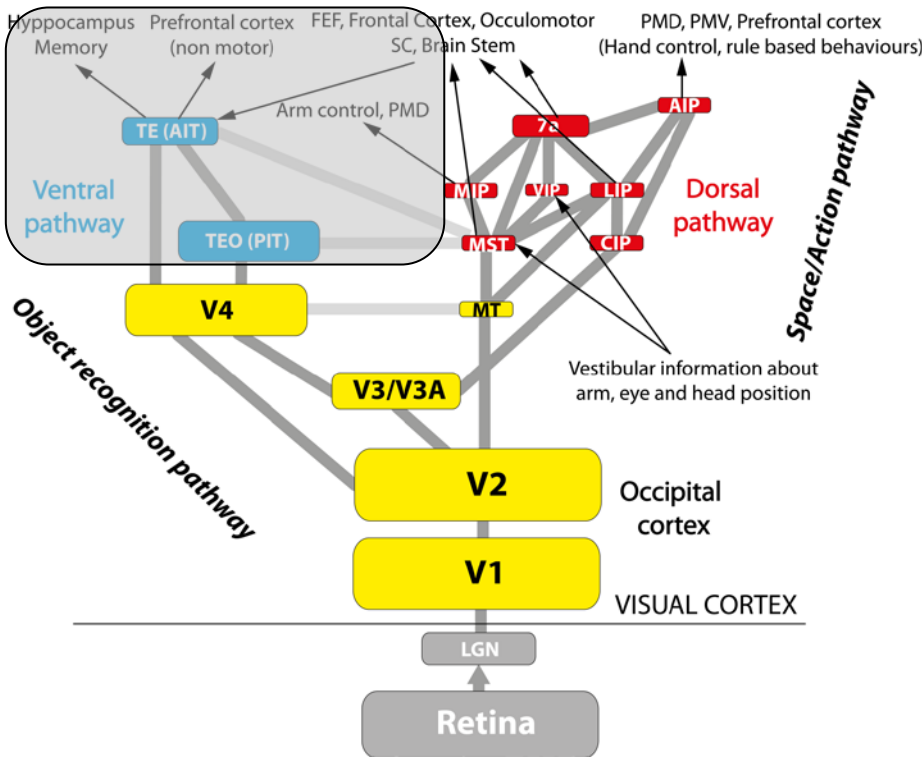 Hyppocampus
Memory
Prefrontal cortex
(non motor)
FEF, Frontal Cortex, Occulomotor
SC, Brain Stem
PMD, PMV, Prefrontal cortex
(Hand control, rule based behaviours)
Arm control, PMD
TE (AIT)
7a
AIP
Ventral
pathway
MIP
VIP
LIP
Dorsal
pathway
TEO (PIT)
MST
CIP
Space/Action pathway
V4
MT
Object recognition pathway
V3/V3A
Vestibular information about
arm, eye and head position
V2
Occipital
cortex
V1
VISUAL CORTEX
LGN
Retina